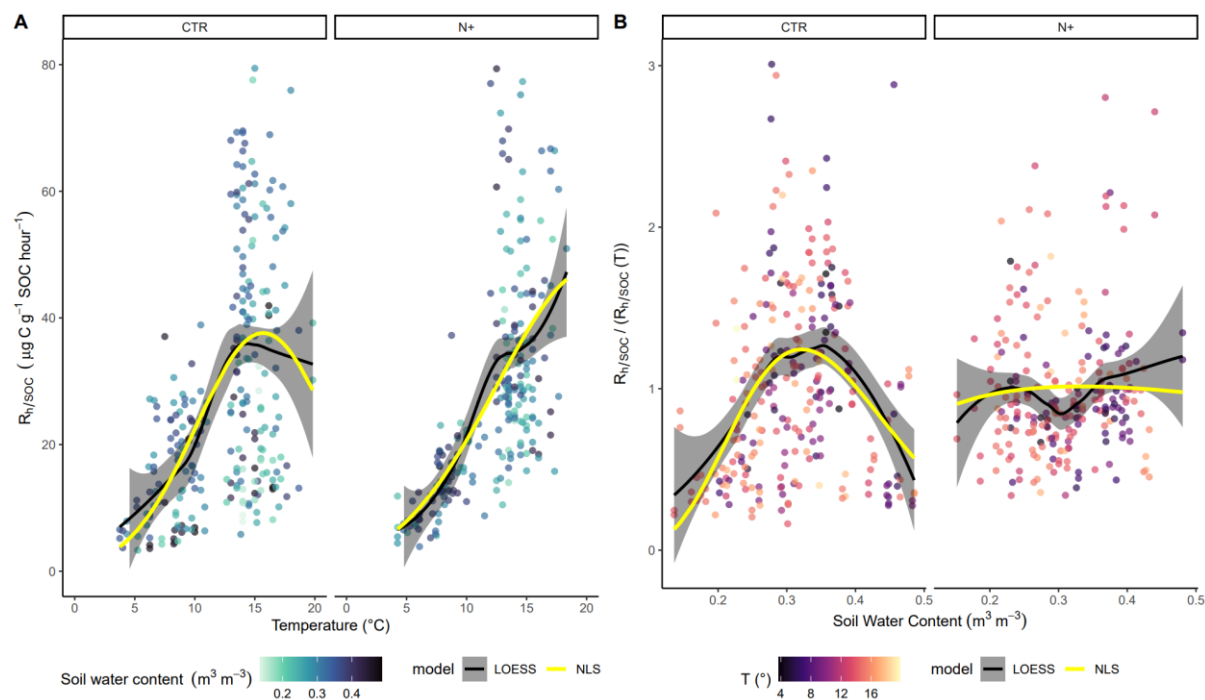 A
CTR
N+
80
60
40
20
0
R h/soc ( µg C g⁻¹ SOC hour⁻¹)
0 5 10 15 20
0 5 10 15 20
Temperature (°C)
Soil water content (m³ m⁻³)
0.2 0.3 0.4
model LOESS NLS
B
CTR
N+
3
2
1
0
R h/soc / (R h/soc (T))
0.2 0.3 0.4 0.5
0.2 0.3 0.4 0.5
Soil Water Content (m³ m⁻³)
T (°)
4 8 12 16
model LOESS NLS